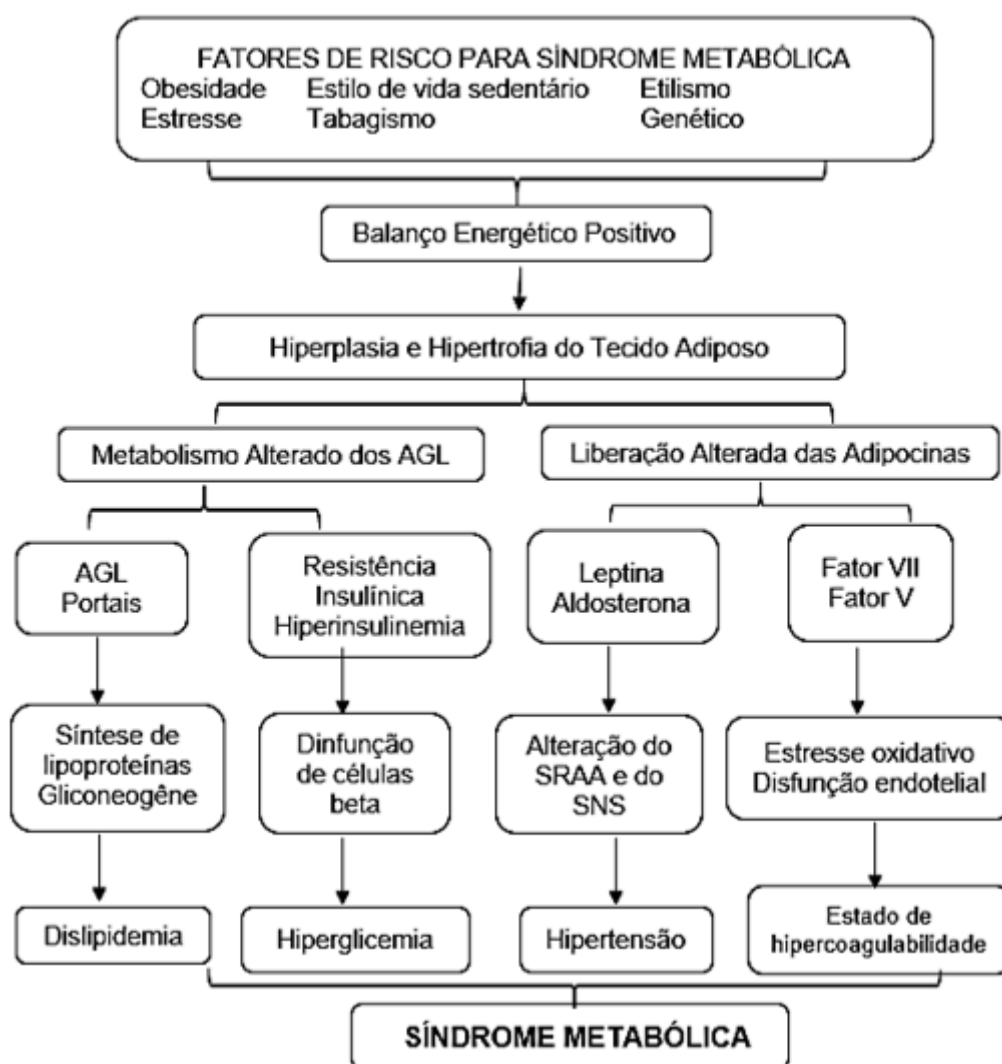 FATORES DE RISCO PARA SÍNDROME METABÓLICA
Obesidade Estilo de vida sedentário Etilismo
Estresse Tabagismo Genético
Balanço Energético Positivo
Hiperplasia e Hipertrofia do Tecido Adiposo
Metabolismo Alterado dos AGL
Liberação Alterada das Adipocinas
AGL
Portais
Resistência
Insulínica
Hiperinsulinemia
Leptina
Aldosterona
Fator VII
Fator V
Síntese de
lipoproteínas
Gliconeogêne
Dinfunção
de células
beta
Alteração do
SRAA e do
SNS
Estresse oxidativo
Disfunção endotelial
Dislipidemia
Hiperglicemia
Hipertensão
Estado de
hipercoagulabilidade
SÍNDROME METABÓLICA